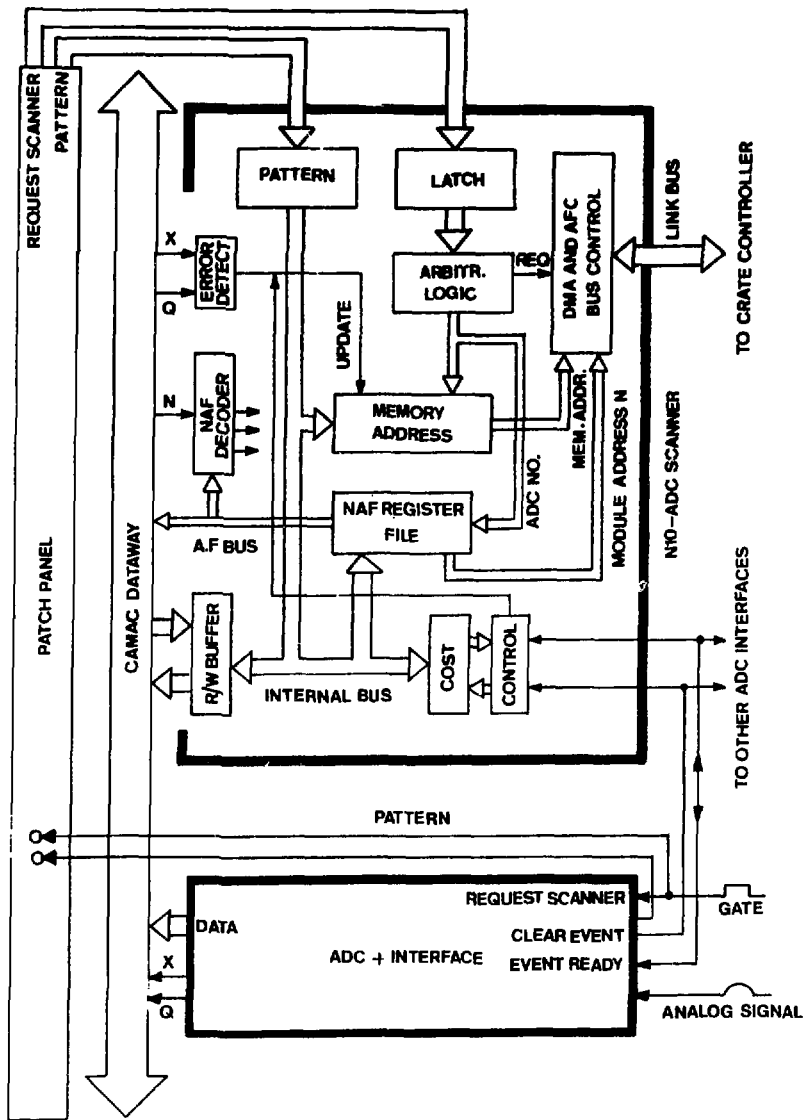 REQUEST SCANNER
PATTERN
PATCH PANEL
CAMAC DATAWAY
PATTERN
LATCH
DMA AND AFC
BUS CONTROL
LINK BUS
TO CRATE CONTROLLER
X
Q
ERROR
DETECT
ARBITR.
LOGIC
REQ
UPDATE
N
NAF
DECODER
MEMORY
ADDRESS
MEM.-ADDR.
MODULE ADDRESS N
N10-ADC SCANNER
ADC NO.
NAF REGISTER
FILE
A.F BUS
R/W BUFFER
INTERNAL BUS
COST
CONTROL
TO OTHER ADC INTERFACES
PATTERN
REQUEST SCANNER
GATE
DATA
CLEAR EVENT
ADC + INTERFACE
EVENT READY
X
Q
ANALOG SIGNAL